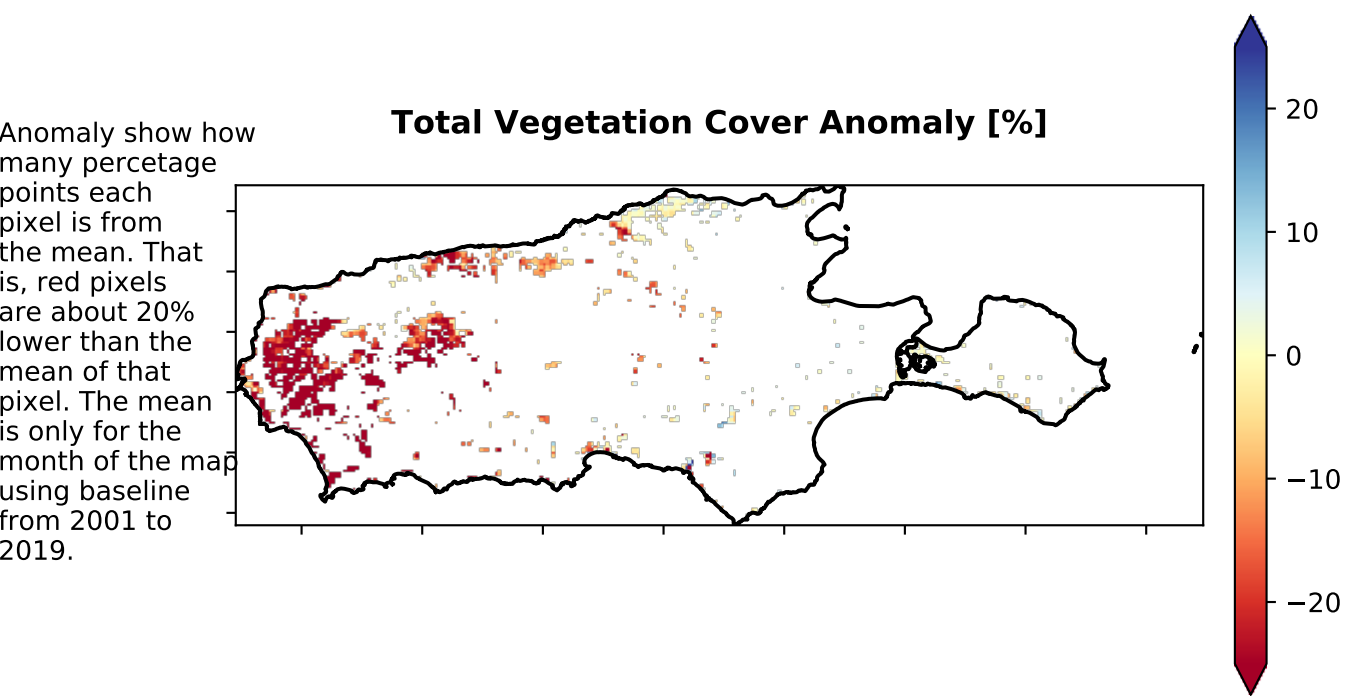 Total Vegetation Cover Anomaly [%]
Anomaly show how
many percetage
points each
pixel is from
the mean. That
is, red pixels
are about 20%
lower than the
mean of that
pixel. The mean
is only for the
month of the map
using baseline
from 2001 to
2019.
20
10
0
−10
−20